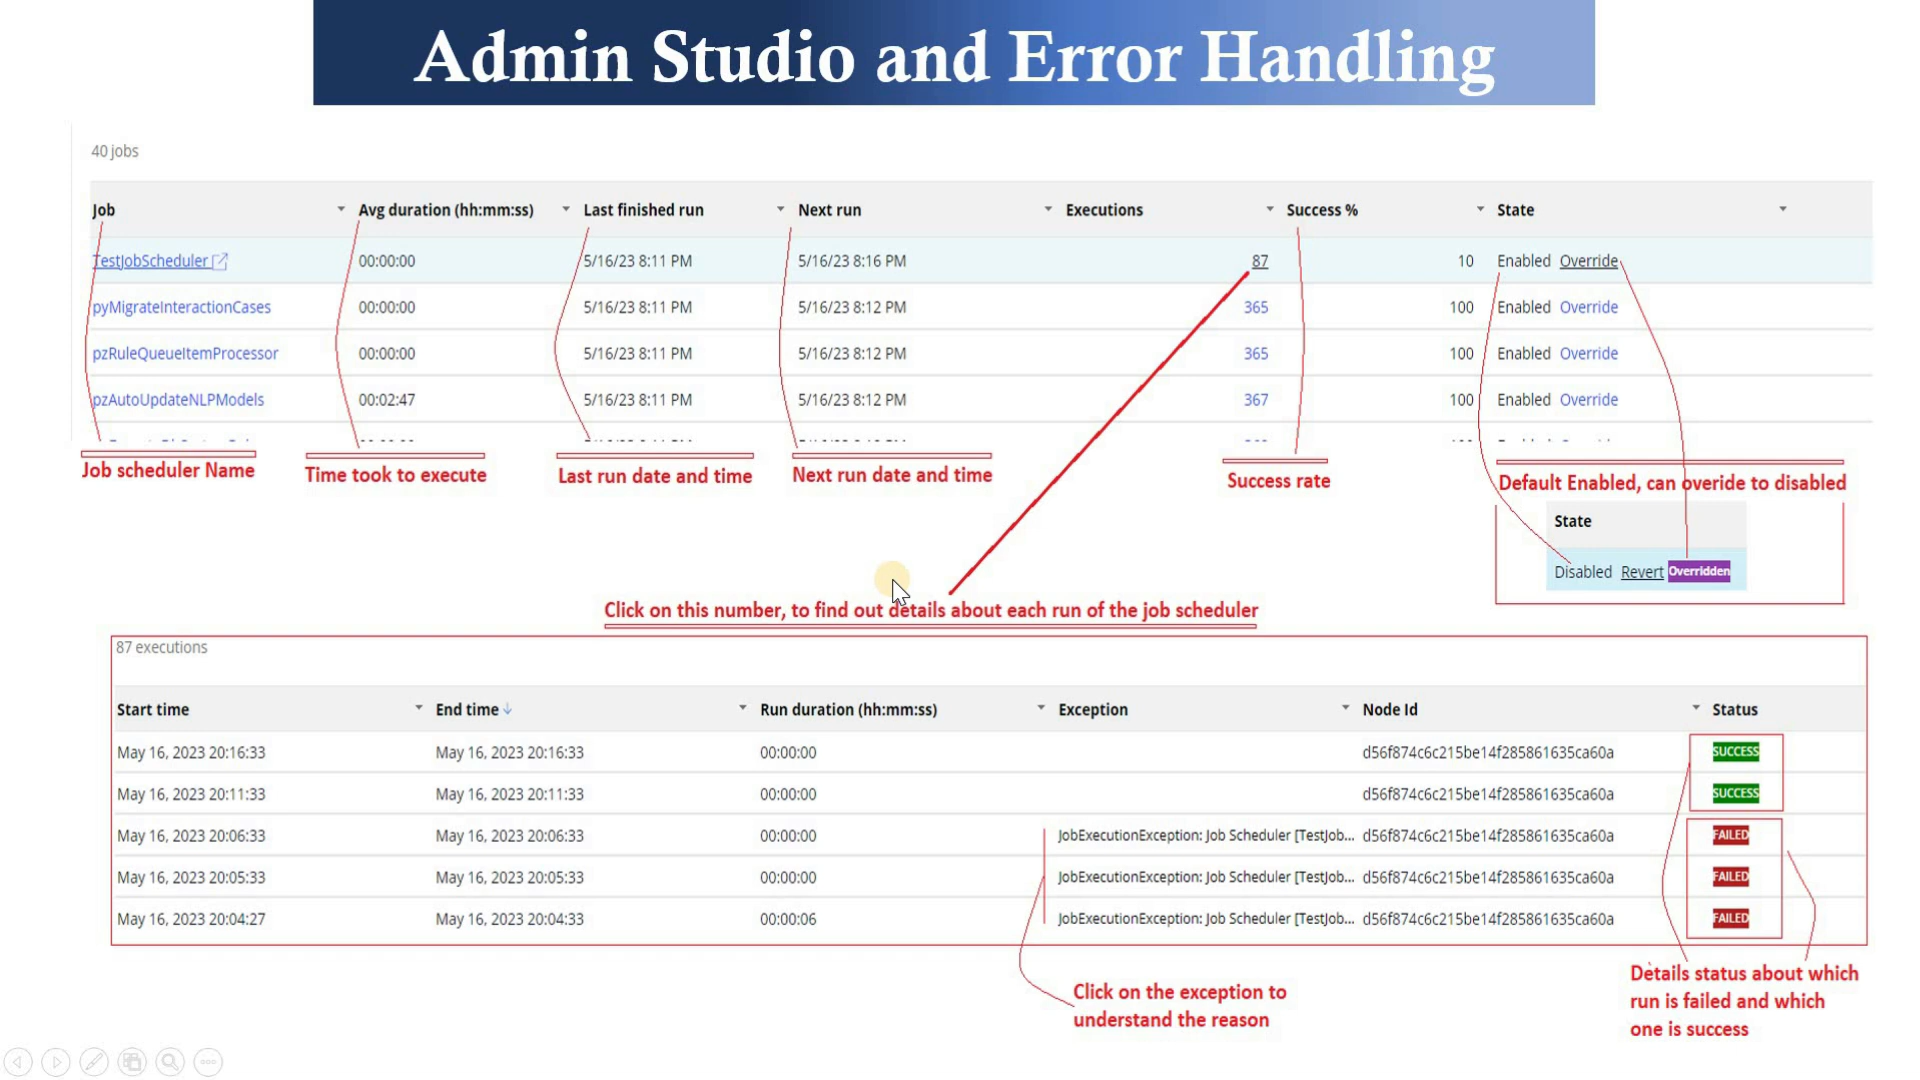 Admin Studio and Error Handling
40 jobs
Job Avg duration (hh:mm:ss) Last finished run Next run Executions Success % State
TestJobScheduler 00:00:00 5/16/23 8:11 PM 5/16/23 8:16 PM 87 10 Enabled Override
pyMigrateInteractionCases 00:00:00 5/16/23 8:11 PM 5/16/23 8:12 PM 365 100 Enabled Override
pzRuleQueueItemProcessor 00:00:00 5/16/23 8:11 PM 5/16/23 8:12 PM 365 100 Enabled Override
pzAutoUpdateNLPModels 00:02:47 5/16/23 8:11 PM 5/16/23 8:12 PM 367 100 Enabled Override
Job scheduler Name Time took to execute Last run date and time Next run date and time Success rate Default Enabled, can overide to disabled
State
Disabled Revert Overridden
Click on this number, to find out details about each run of the job scheduler
87 executions
Start time End time Run duration (hh:mm:ss) Exception Node Id Status
May 16, 2023 20:16:33 May 16, 2023 20:16:33 00:00:00 d56f874c6c215be14f285861635ca60a SUCCESS
May 16, 2023 20:11:33 May 16, 2023 20:11:33 00:00:00 d56f874c6c215be14f285861635ca60a SUCCESS
May 16, 2023 20:06:33 May 16, 2023 20:06:33 00:00:00 JobExecutionException: Job Scheduler [TestJob... d56f874c6c215be14f285861635ca60a FAILED
May 16, 2023 20:05:33 May 16, 2023 20:05:33 00:00:00 JobExecutionException: Job Scheduler [TestJob... d56f874c6c215be14f285861635ca60a FAILED
May 16, 2023 20:04:27 May 16, 2023 20:04:33 00:00:06 JobExecutionException: Job Scheduler [TestJob... d56f874c6c215be14f285861635ca60a FAILED
Click on the exception to
understand the reason
Details status about which
run is failed and which
one is success